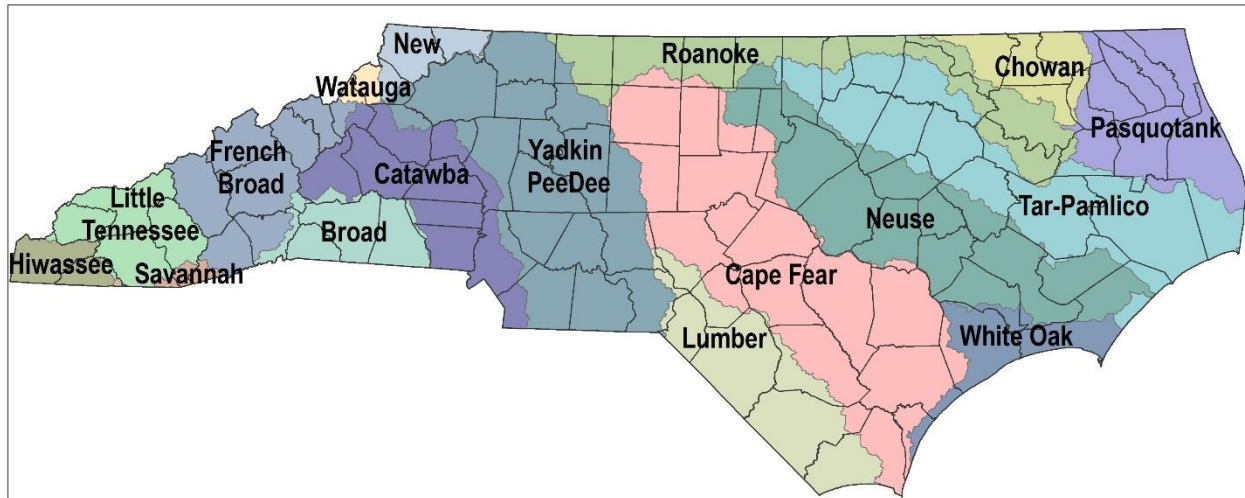 New
Roanoke
Chowan
Watauga
Pasquotank
French
Broad
Yadkin
PeeDee
Catawba
Little
Tennessee
Tar-Pamlico
Neuse
Broad
Hiwassee
Savannah
Cape Fear
Lumber
White Oak